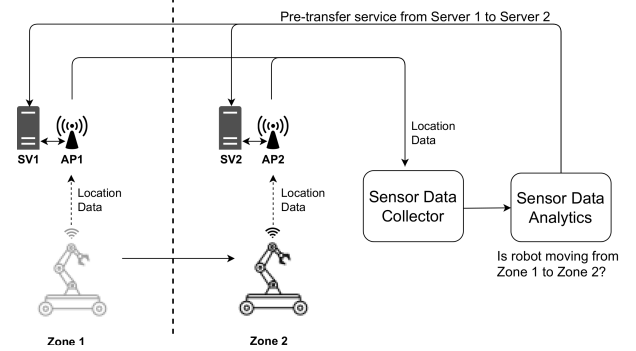 Pre-transfer service from Server 1 to Server 2
SV1
AP1
SV2
AP2
Location
Data
Location
Data
Location
Data
Sensor Data
Collector
Sensor Data
Analytics
Is robot moving from
Zone 1 to Zone 2?
Zone 1
Zone 2